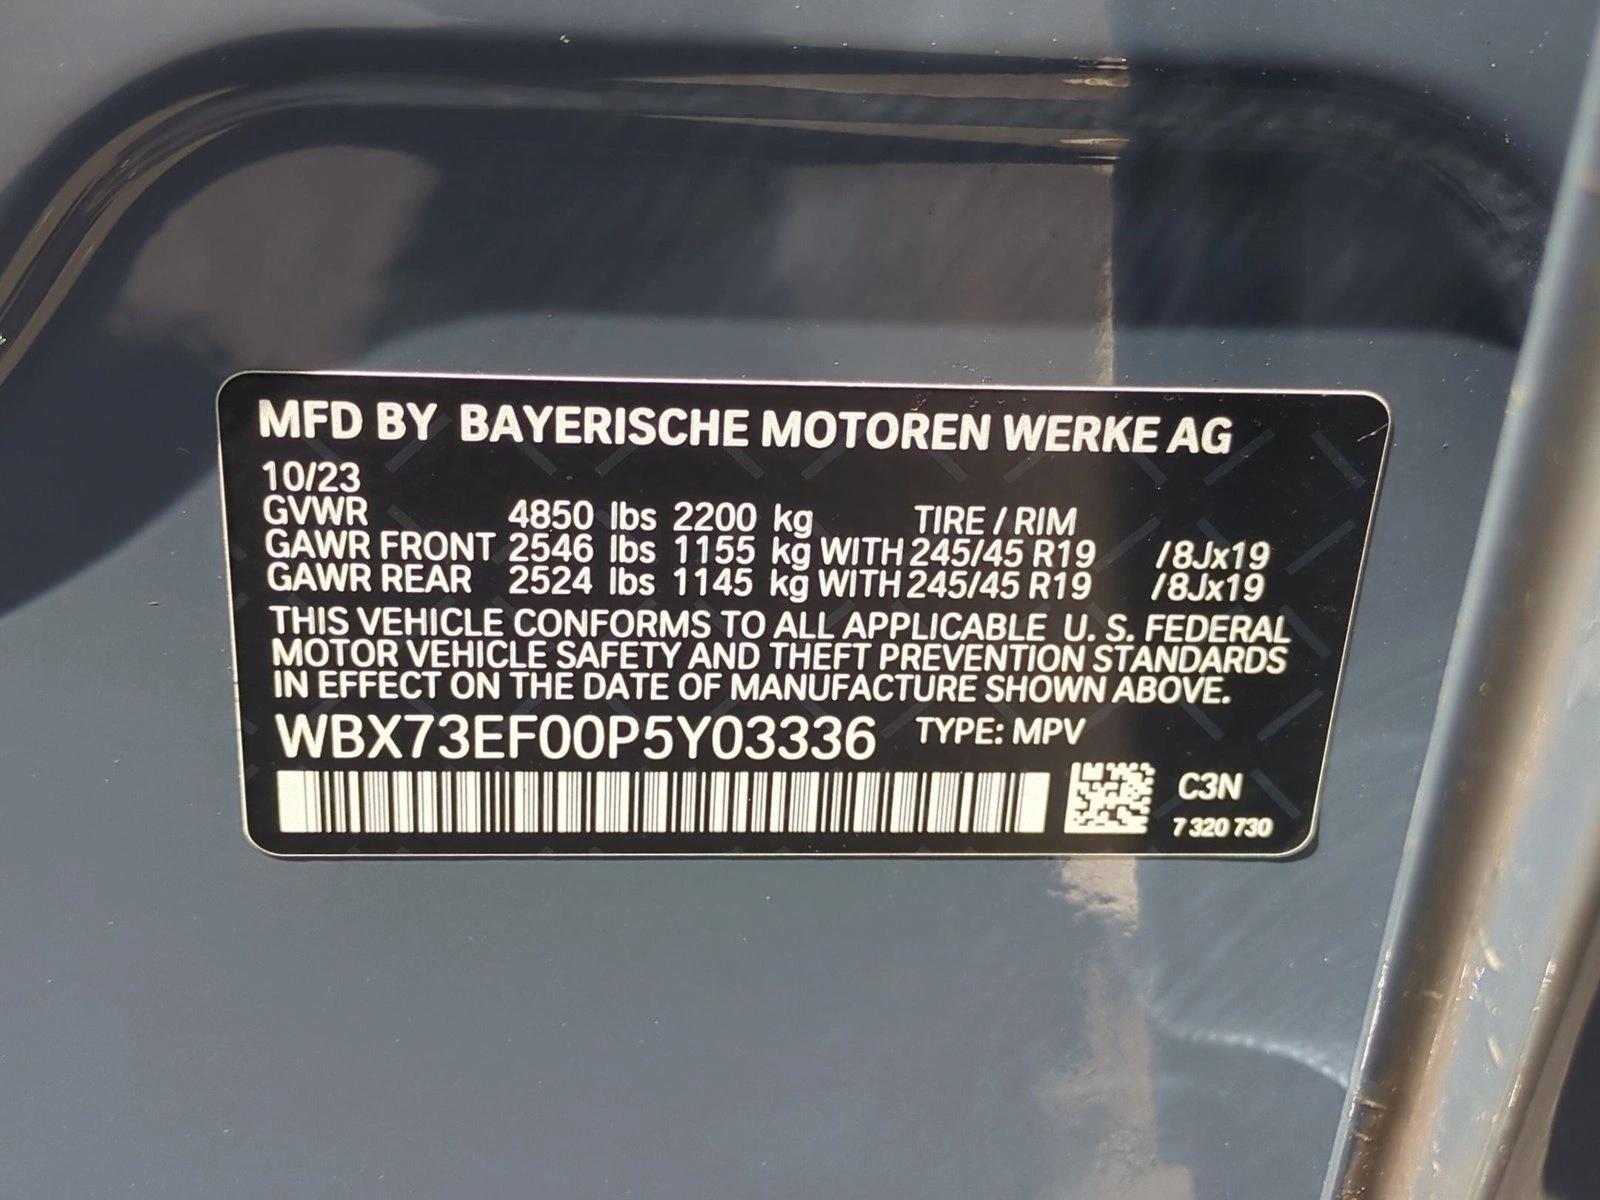 MFD BY BAYERISCHE MOTOREN WERKE AG
10/23
GVWR 4850 lbs 2200 kg TIRE / RIM
GAWR FRONT 2546 lbs 1155 kg WITH 245/45 R19 /8Jx19
GAWR REAR 2524 lbs 1145 kg WITH 245/45 R19 /8Jx19
THIS VEHICLE CONFORMS TO ALL APPLICABLE U. S. FEDERAL
MOTOR VEHICLE SAFETY AND THEFT PREVENTION STANDARDS
IN EFFECT ON THE DATE OF MANUFACTURE SHOWN ABOVE.
WBX73EF00P5Y03336 TYPE: MPV
C3N
7 320 730